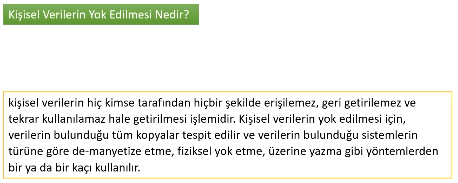 Kişisel Verilerin Yok Edilmesi Nedir?
kişisel verilerin hiç kimse tarafından hiçbir şekilde erişilemez, geri getirilemez ve
tekrar kullanılamaz hale getirilmesi işlemidir. Kişisel verilerin yok edilmesi için,
verilerin bulunduğu tüm kopyalar tespit edilir ve verilerin bulunduğu sistemlerin
türüne göre de-manyetize etme, fiziksel yok etme, üzerine yazma gibi yöntemlerden
bir ya da bir kaçı kullanılır.